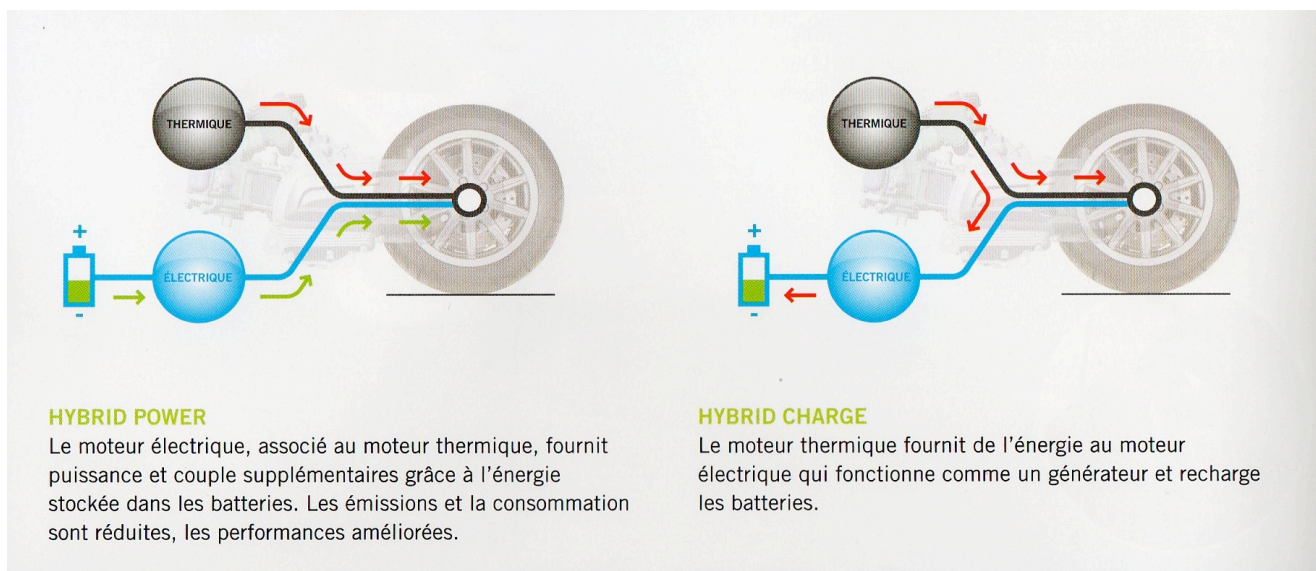 THERMIQUE
+
ÉLECTRIQUE
-
HYBRID POWER
Le moteur électrique, associé au moteur thermique, fournit
puissance et couple supplémentaires grâce à l’énergie
stockée dans les batteries. Les émissions et la consommation
sont réduites, les performances améliorées.
THERMIQUE
+
ÉLECTRIQUE
-
HYBRID CHARGE
Le moteur thermique fournit de l’énergie au moteur
électrique qui fonctionne comme un générateur et recharge
les batteries.